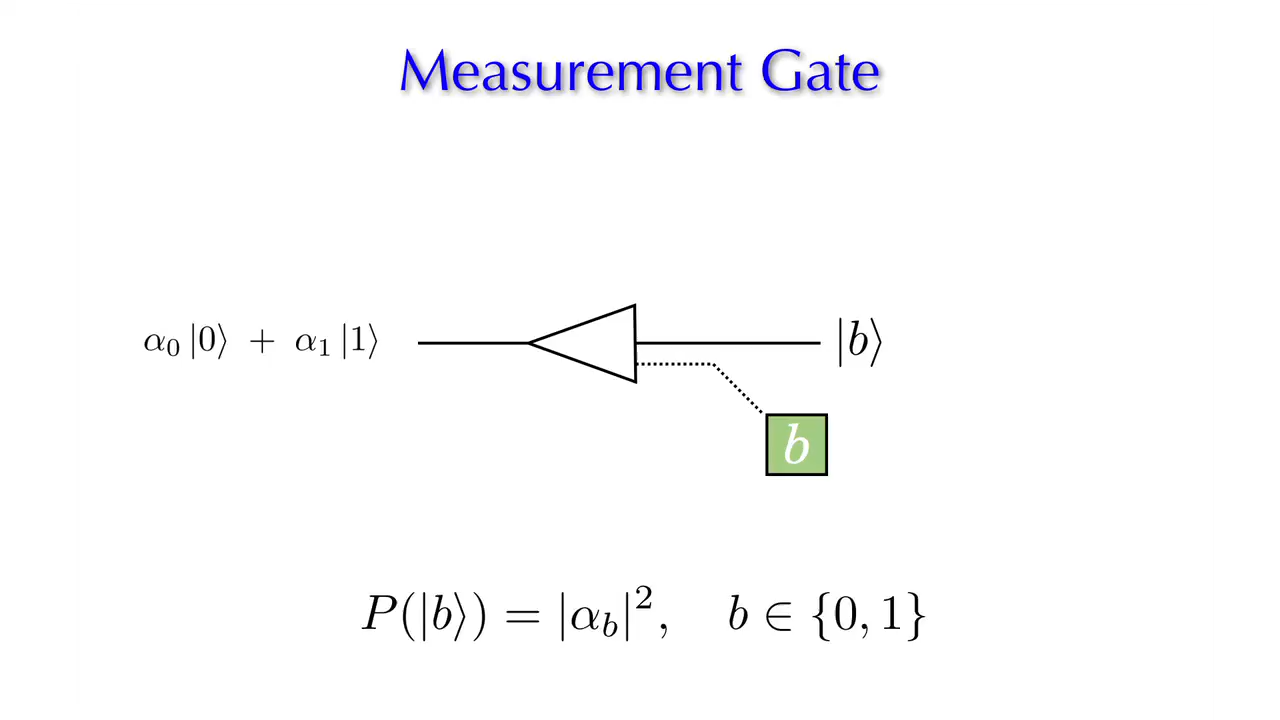 Measurement Gate
α₀ |0⟩ + α₁ |1⟩
|b⟩
b
P(|b⟩) = |α_b|², b ∈ {0, 1}